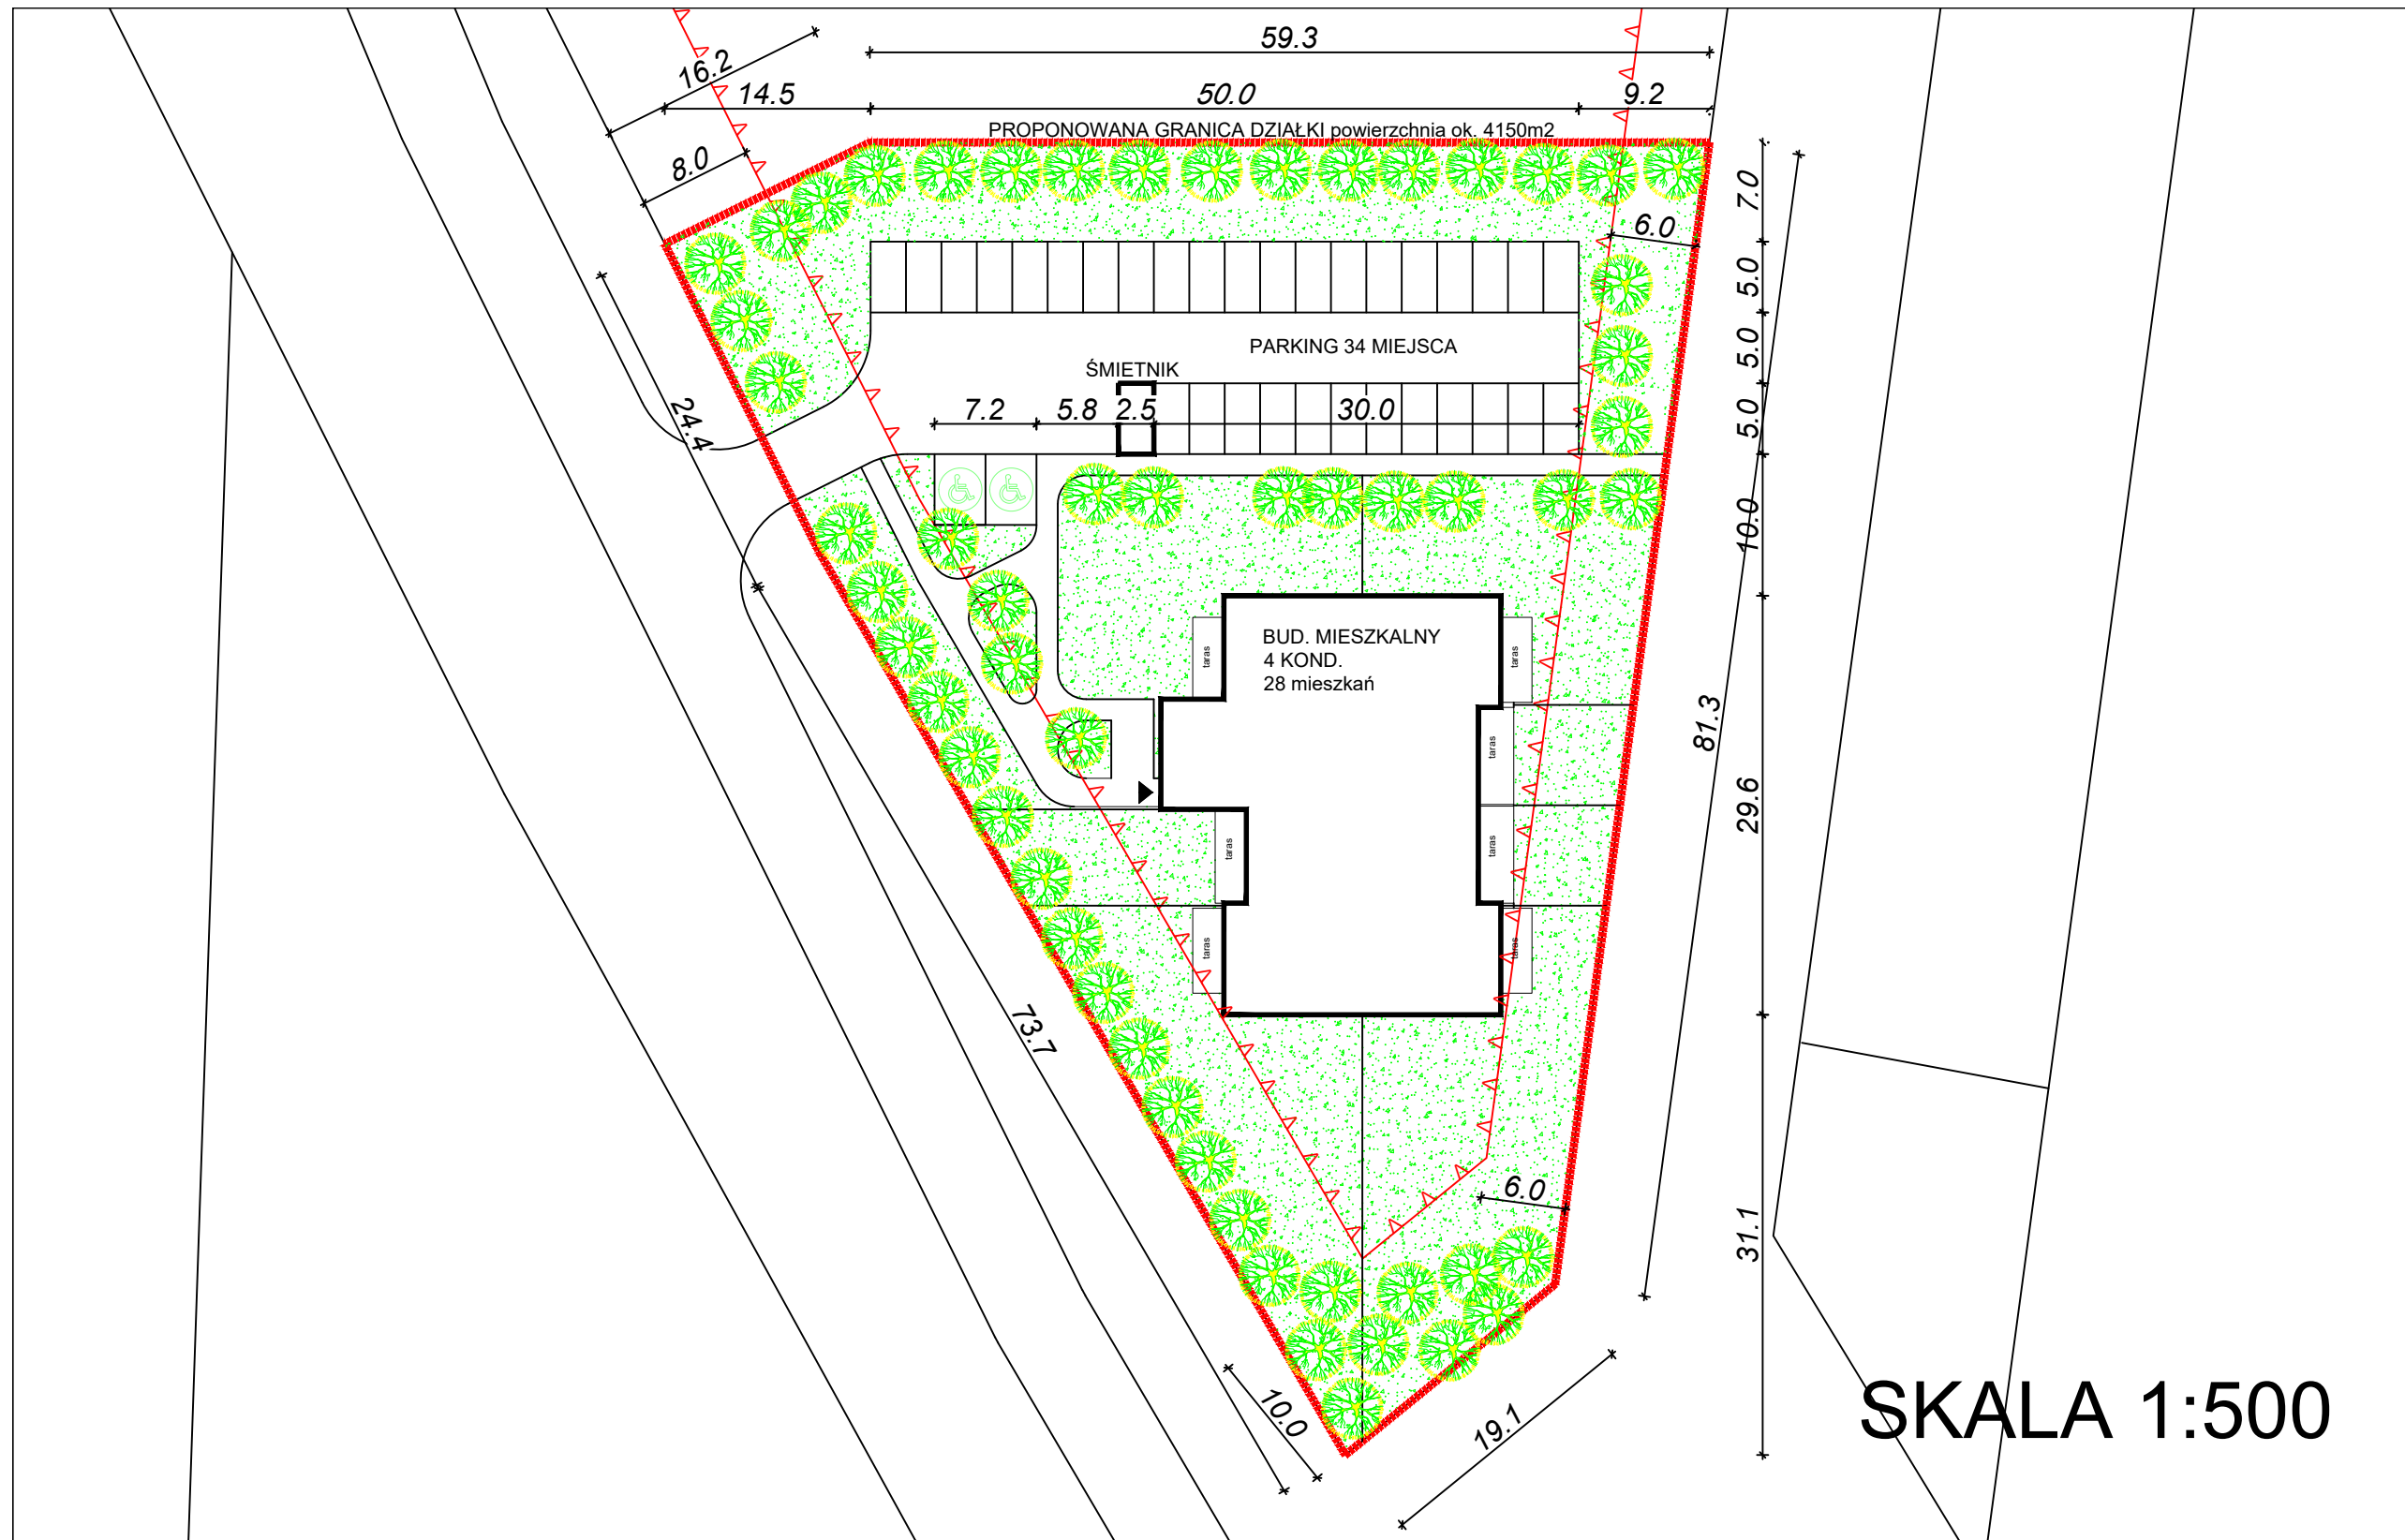 59.3
16.2
14.5
50.0
9.2
PROPONOWANA GRANICA DZIAŁKI powierzchnia ok. 4150m2
8.0
7.0
6.0
5.0
PARKING 34 MIEJSCA
5.0
ŚMIETNIK
24.4
7.2
5.8
2.5
30.0
5.0
10.0
BUD. MIESZKALNY
4 KOND.
28 mieszkań
taras
taras
81.3
taras
29.6
taras
taras
taras
taras
73.7
6.0
31.1
10.0
19.1
SKALA 1:500